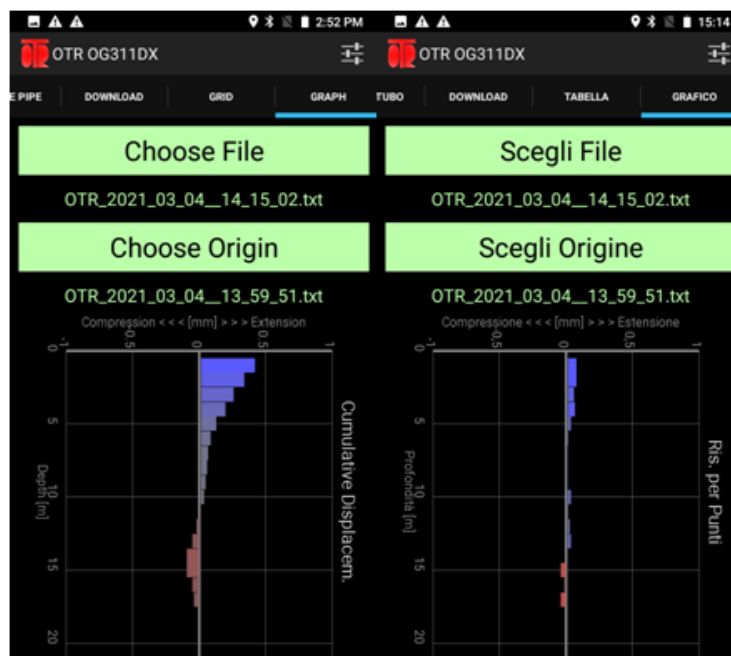 2:52 PM
OTR OG311DX
E PIPE DOWNLOAD GRID GRAPH
Choose File
OTR_2021_03_04__14_15_02.txt
Choose Origin
OTR_2021_03_04__13_59_51.txt
Compression < < < [mm] > > > Extension
-1 -0,5 0 0,5 1
0
5
10
15
20
Depth [m]
Cumulative Displacem.
15:14
OTR OG311DX
TUBO DOWNLOAD TABELLA GRAFICO
Scegli File
OTR_2021_03_04__14_15_02.txt
Scegli Origine
OTR_2021_03_04__13_59_51.txt
Compressione < < < [mm] > > > Estensione
-1 -0,5 0 0,5 1
0
5
10
15
20
Profondità [m]
Ris. per Punti